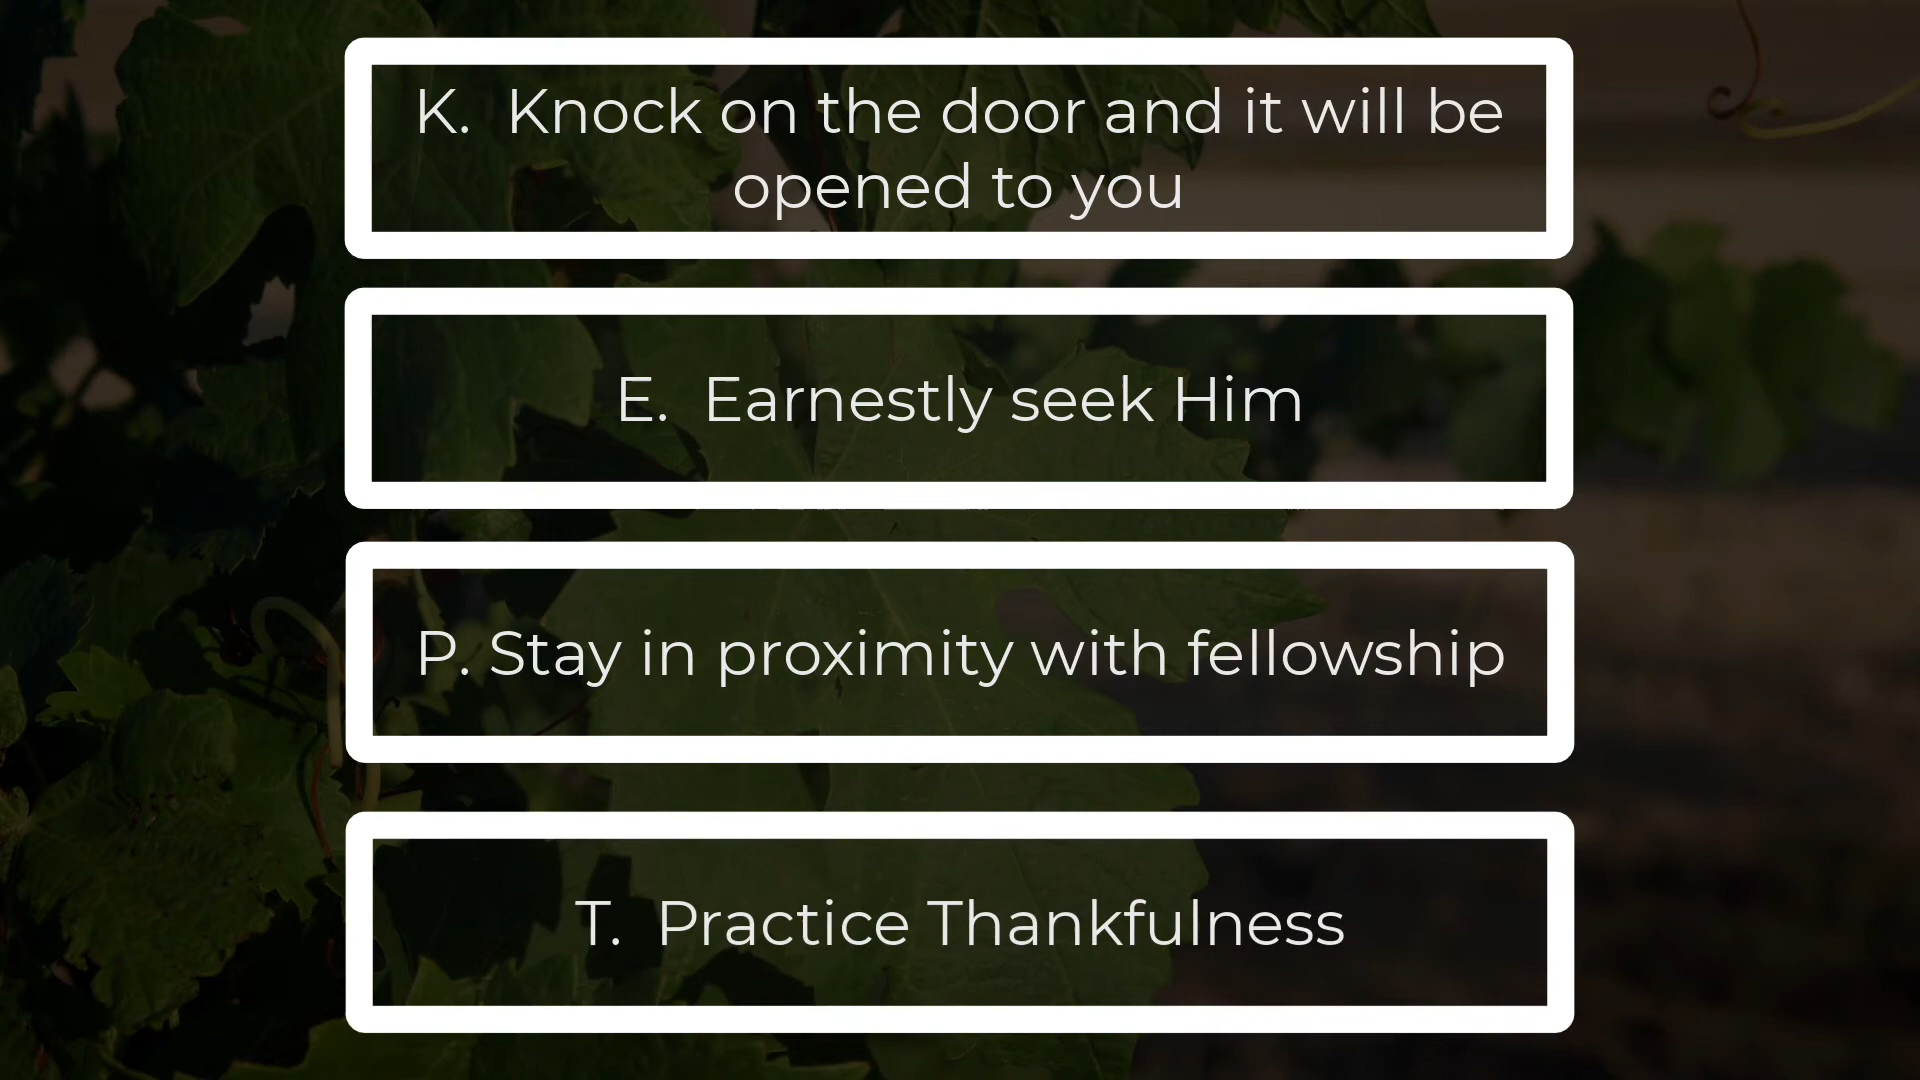 K.  Knock on the door and it will be
opened to you
E.  Earnestly seek Him
P. Stay in proximity with fellowship
T.  Practice Thankfulness